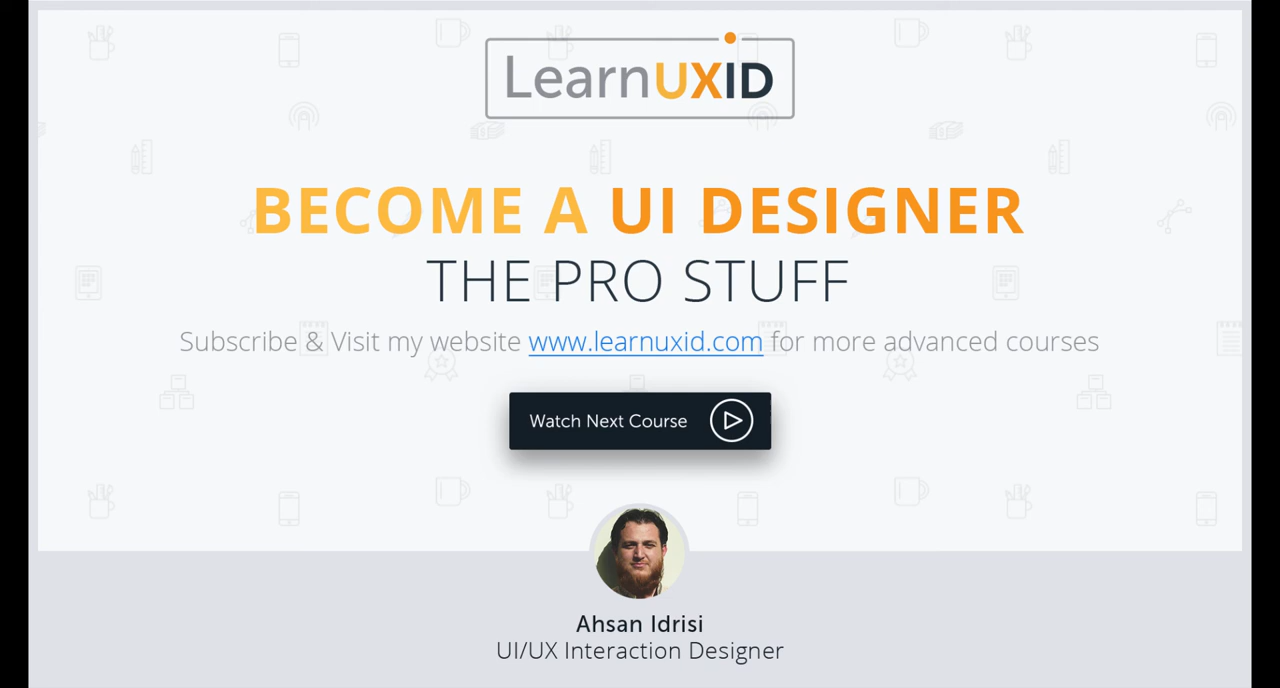 LearnUXID
BECOME A UI DESIGNER
THE PRO STUFF
Subscribe & Visit my website www.learnuxid.com for more advanced courses
Watch Next Course
Ahsan Idrisi
UI/UX Interaction Designer